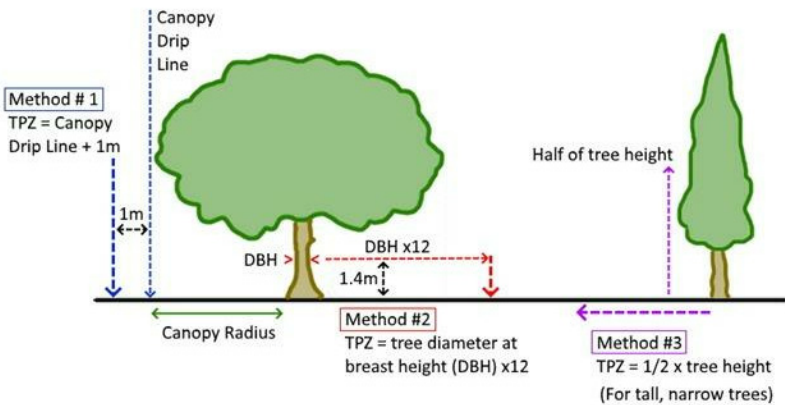 Canopy
Drip
Line
Method # 1
TPZ = Canopy
Drip Line + 1m
1m
Canopy Radius
DBH
DBH x12
1.4m
Method #2
TPZ = tree diameter at
breast height (DBH) x12
Half of tree height
Method #3
TPZ = 1/2 x tree height
(For tall, narrow trees)